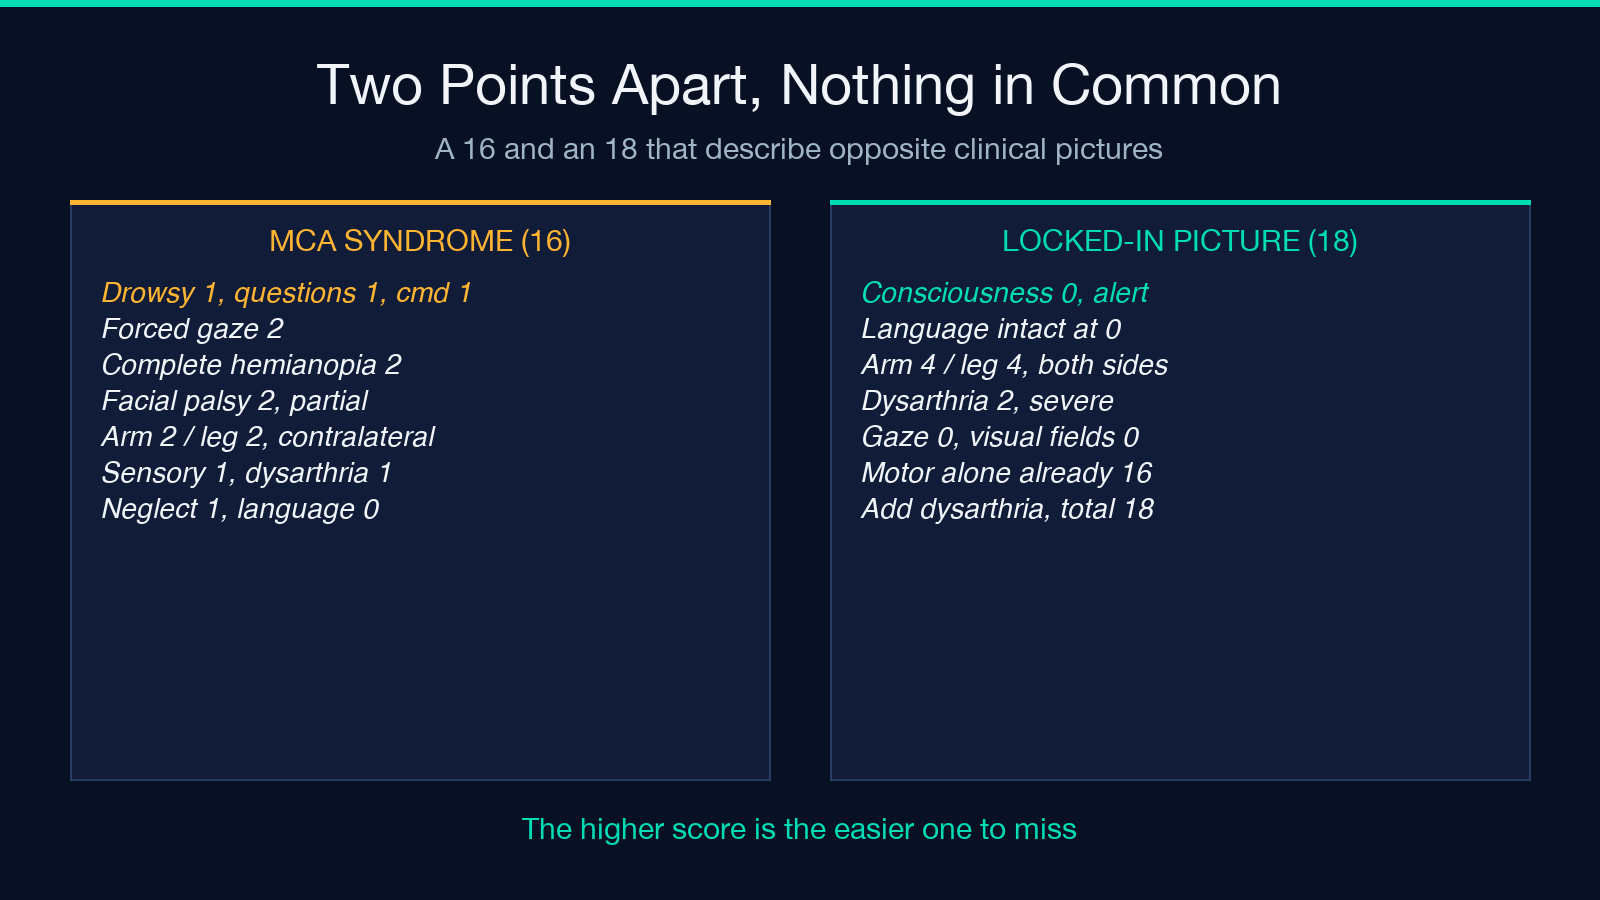 Two Points Apart, Nothing in Common
A 16 and an 18 that describe opposite clinical pictures
MCA SYNDROME (16)
Drowsy 1, questions 1, cmd 1
Forced gaze 2
Complete hemianopia 2
Facial palsy 2, partial
Arm 2 / leg 2, contralateral
Sensory 1, dysarthria 1
Neglect 1, language 0
LOCKED-IN PICTURE (18)
Consciousness 0, alert
Language intact at 0
Arm 4 / leg 4, both sides
Dysarthria 2, severe
Gaze 0, visual fields 0
Motor alone already 16
Add dysarthria, total 18
The higher score is the easier one to miss